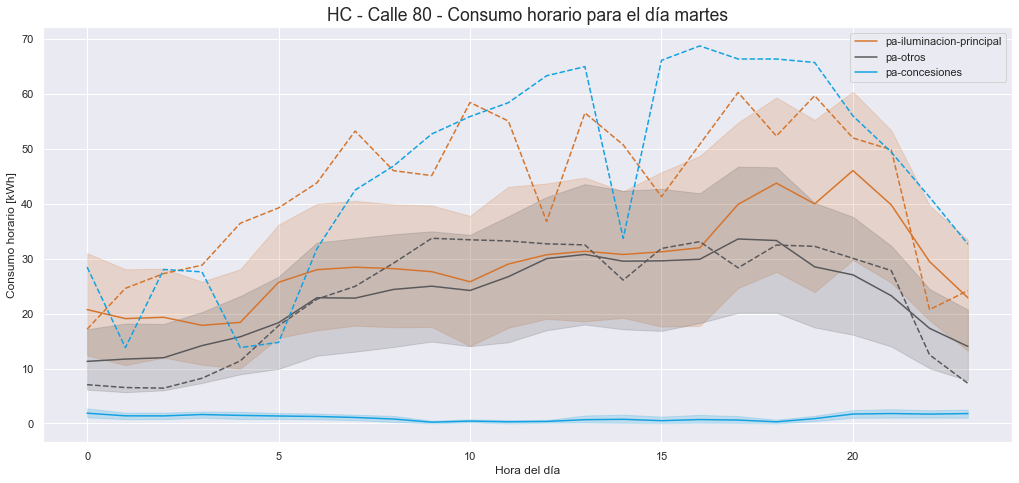 HC - Calle 80 - Consumo horario para el día martes
pa-iluminacion-principal
pa-otros
pa-concesiones
Consumo horario [kWh]
70
60
50
40
30
20
10
0
0
5
10
15
20
Hora del día